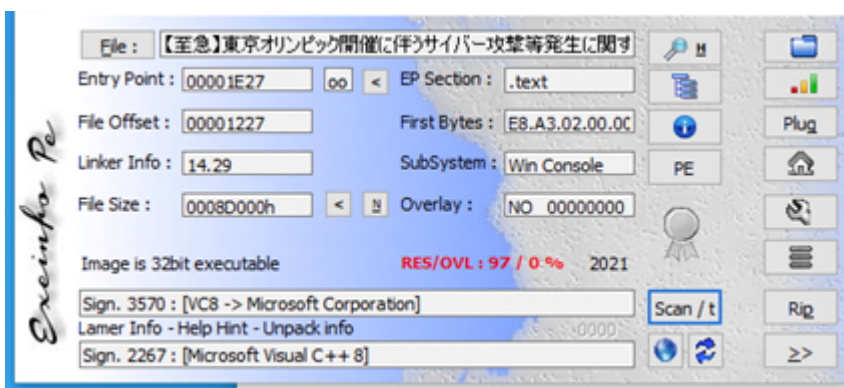 Exeinfo Pe
File : 【至急】東京オリンピック開催に伴うサイバー攻撃等発生に関す
Entry Point : 00001E27 oo < EP Section : .text
File Offset : 00001227 First Bytes : E8.A3.02.00.0C Plug
Linker Info : 14.29 SubSystem : Win Console PE
File Size : 0008D000h < N Overlay : NO 00000000
Image is 32bit executable RES/OVL : 97 / 0 % 2021
Sign. 3570 : [VC8 -> Microsoft Corporation] Scan / t Rip
Lamer Info - Help Hint - Unpack info
Sign. 2267 : [Microsoft Visual C++ 8] >>